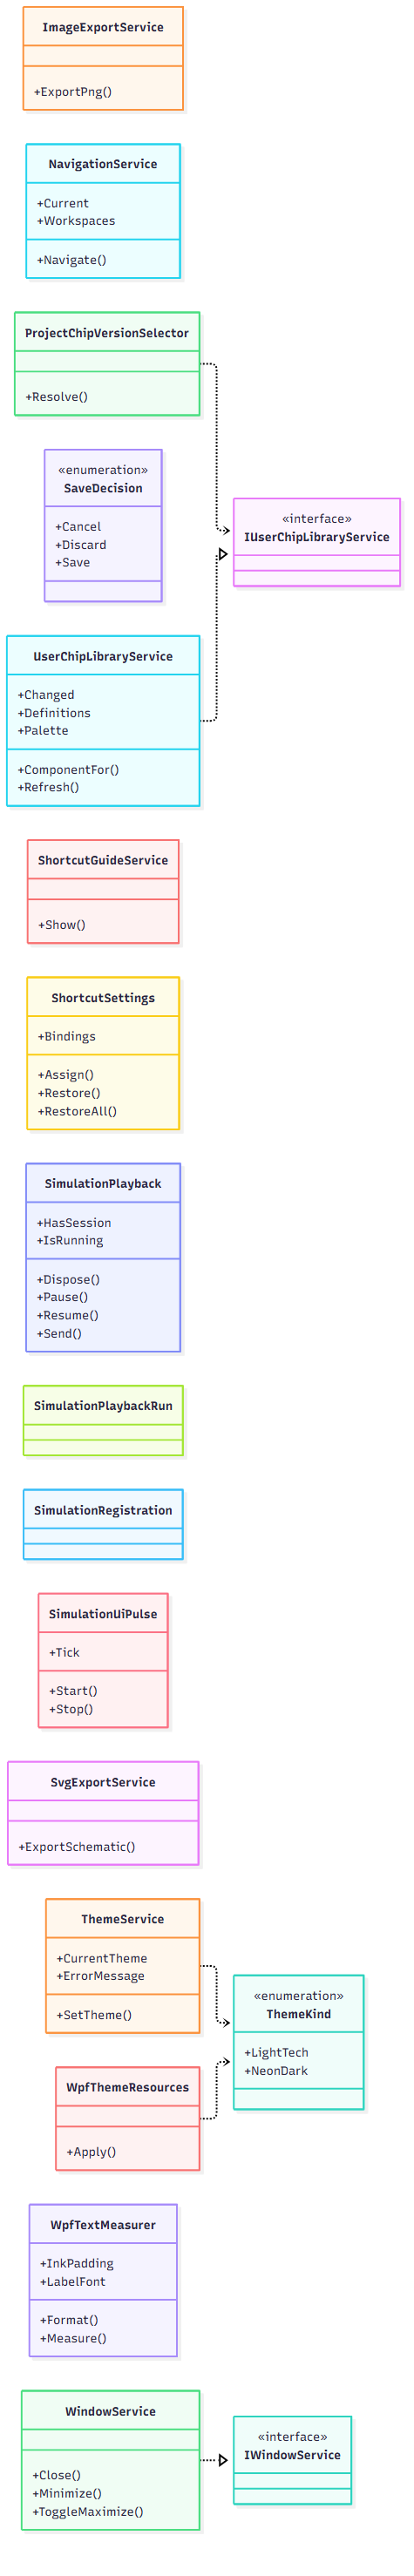 ImageExportService
+ExportPng()
NavigationService
+Current
+Workspaces
+Navigate()
ProjectChipVersionSelector
+Resolve()
«enumeration»
SaveDecision
+Cancel
+Discard
+Save
«interface»
IUserChipLibraryService
UserChipLibraryService
+Changed
+Definitions
+Palette
+ComponentFor()
+Refresh()
ShortcutGuideService
+Show()
ShortcutSettings
+Bindings
+Assign()
+Restore()
+RestoreAll()
SimulationPlayback
+HasSession
+IsRunning
+Dispose()
+Pause()
+Resume()
+Send()
SimulationPlaybackRun
SimulationRegistration
SimulationUiPulse
+Tick
+Start()
+Stop()
SvgExportService
+ExportSchematic()
ThemeService
+CurrentTheme
+ErrorMessage
+SetTheme()
«enumeration»
ThemeKind
+LightTech
+NeonDark
WpfThemeResources
+Apply()
WpfTextMeasurer
+InkPadding
+LabelFont
+Format()
+Measure()
WindowService
+Close()
+Minimize()
+ToggleMaximize()
«interface»
IWindowService